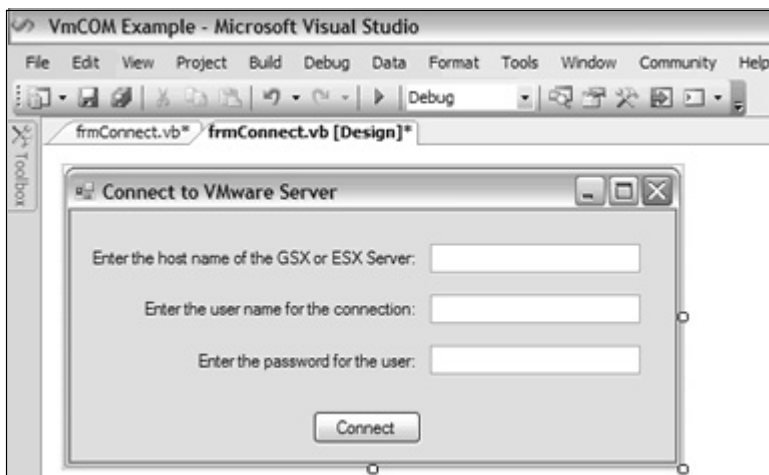 VmCOM Example - Microsoft Visual Studio
File Edit View Project Build Debug Data Format Tools Window Community Help
Debug
Toolbox
frmConnect.vb* frmConnect.vb [Design]*
Connect to VMware Server
Enter the host name of the GSX or ESX Server:
Enter the user name for the connection:
Enter the password for the user:
Connect